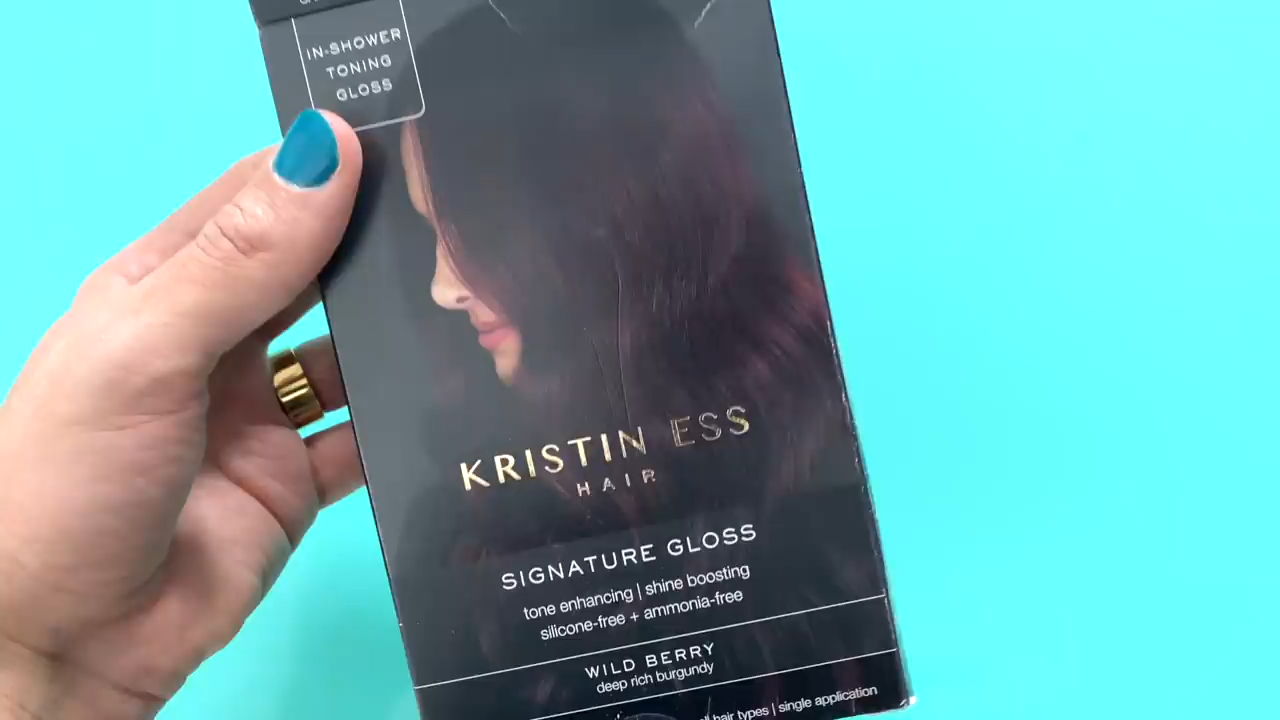 IN-SHOWER
TONING
GLOSS
KRISTIN ESS
HAIR
SIGNATURE GLOSS
tone enhancing | shine boosting
silicone-free + ammonia-free
WILD BERRY
deep rich burgundy
hair types | single application